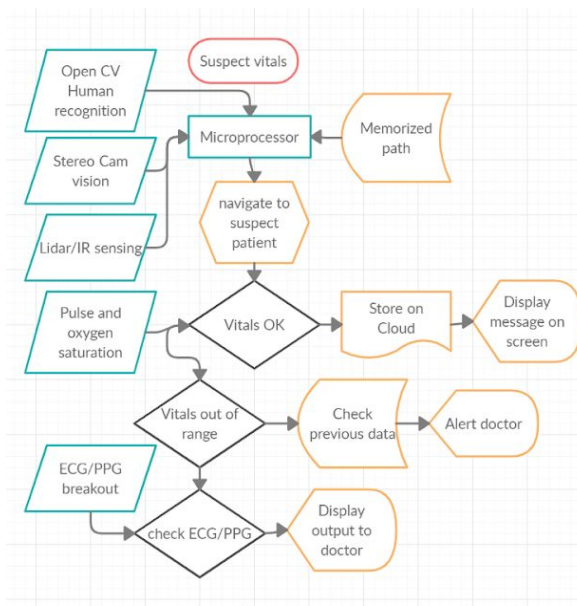 Open CV
Human
recognition
Suspect vitals
Microprocessor
Memorized
path
Stereo Cam
vision
navigate to
suspect
patient
Lidar/IR sensing
Pulse and
oxygen
saturation
Vitals OK
Store on
Cloud
Display
message on
screen
Vitals out of
range
Check
previous data
Alert doctor
ECG/PPG
breakout
check ECG/PPG
Display
output to
doctor